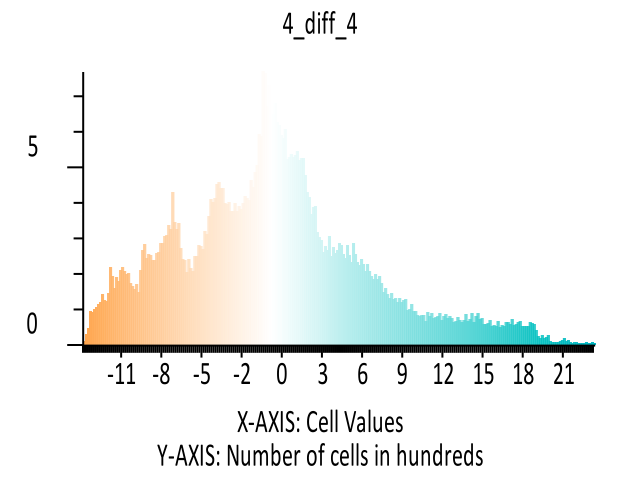 4_diff_4
5
0
-11 -8 -5 -2 0 3 6 9 12 15 18 21
X-AXIS: Cell Values
Y-AXIS: Number of cells in hundreds